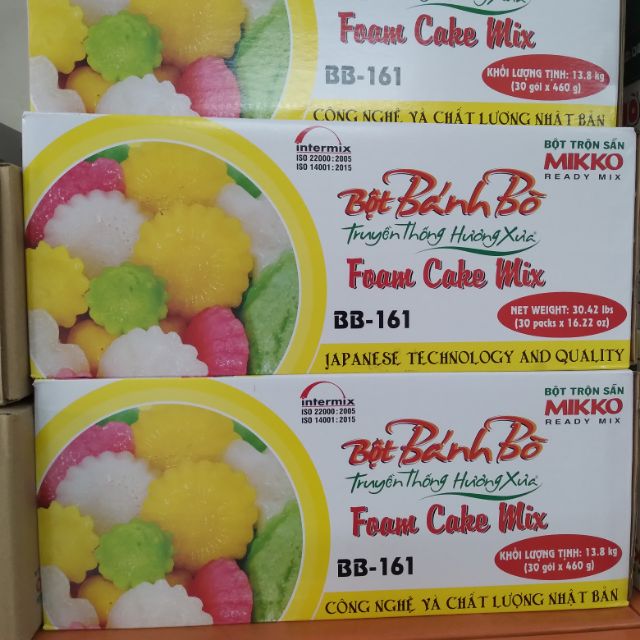 Foam Cake Mix
BB-161
KHỐI LƯỢNG TỊNH: 13.8 kg
(30 gói x 460 g)
CÔNG NGHỆ VÀ CHẤT LƯỢNG NHẬT BẢN
intermix
ISO 22000:2005
ISO 14001:2015
BỘT TRỘN SẴN
MIKKO
READY MIX
Bột Bánh Bò
Truyền Thống Hương Xưa
Foam Cake Mix
BB-161
NET WEIGHT: 30.42 lbs
(30 packs x 16.22 oz)
JAPANESE TECHNOLOGY AND QUALITY
intermix
ISO 22000:2005
ISO 14001:2015
BỘT TRỘN SẴN
MIKKO
READY MIX
Bột Bánh Bò
Truyền Thống Hương Xưa
Foam Cake Mix
BB-161
KHỐI LƯỢNG TỊNH: 13.8 kg
(30 gói x 460 g)
CÔNG NGHỆ VÀ CHẤT LƯỢNG NHẬT BẢN